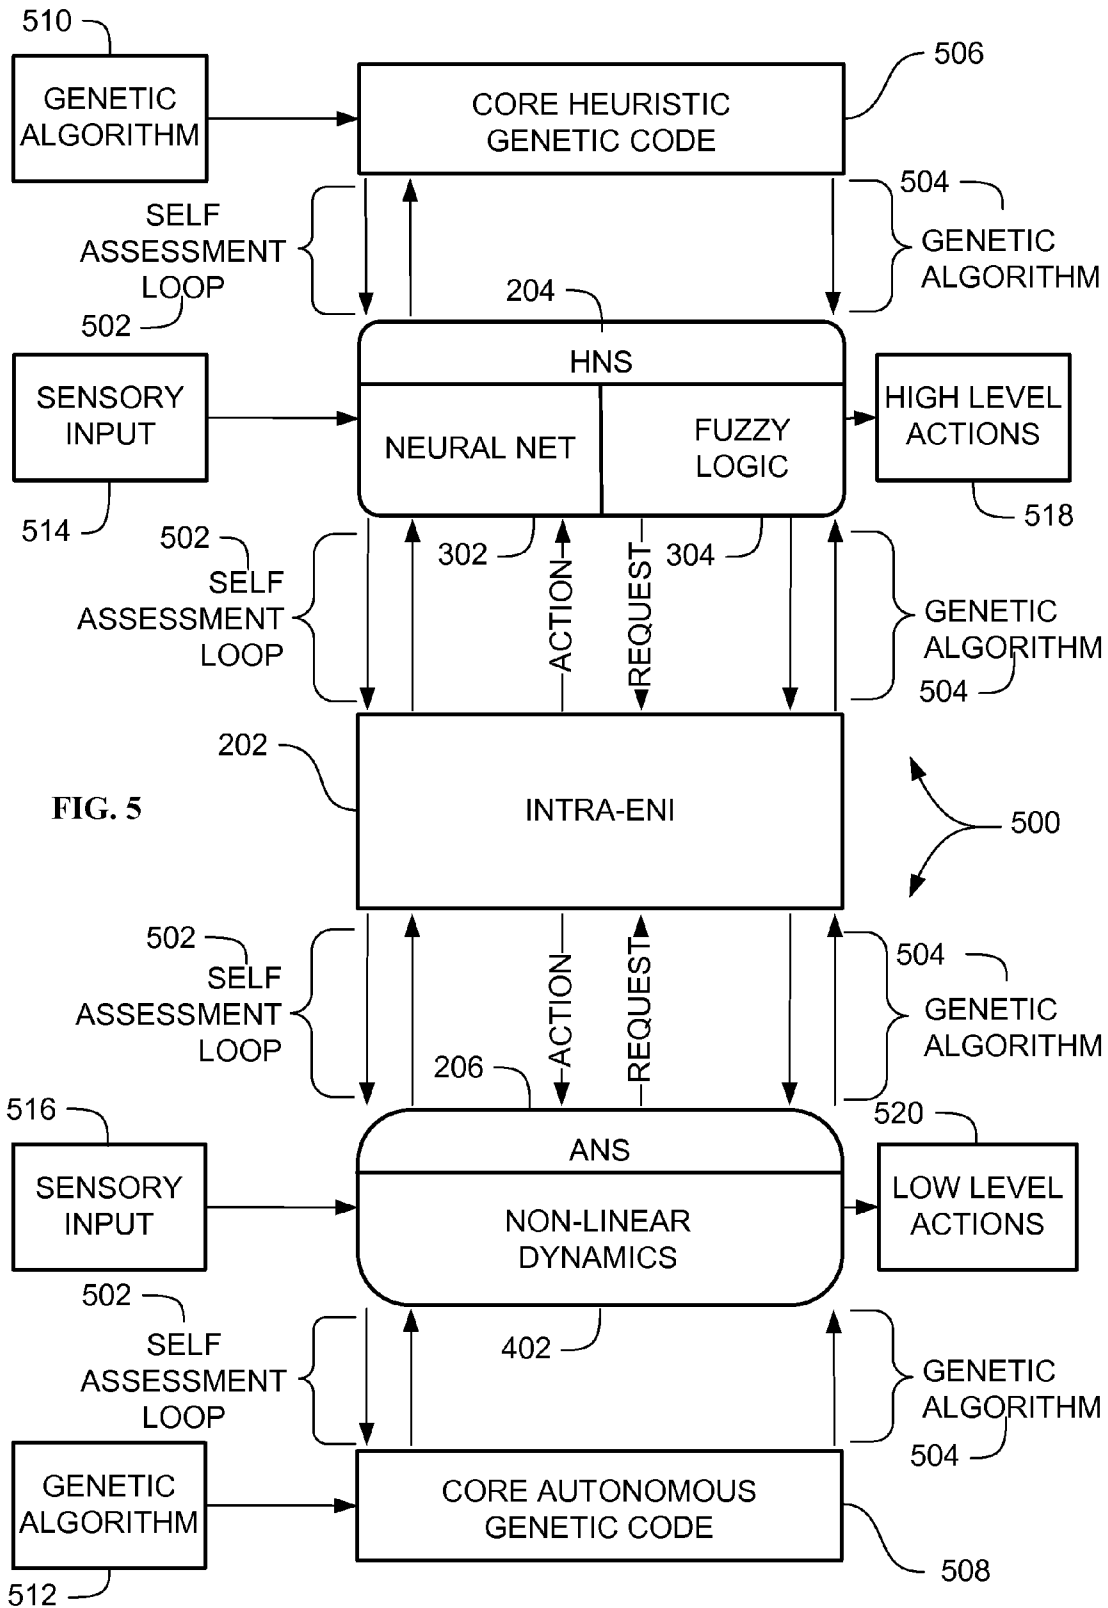 510
GENETIC
ALGORITHM
CORE HEURISTIC
GENETIC CODE
506
SELF
ASSESSMENT
LOOP
502
504
GENETIC
ALGORITHM
204
HNS
SENSORY
INPUT
514
NEURAL NET
FUZZY
LOGIC
HIGH LEVEL
ACTIONS
518
502
SELF
ASSESSMENT
LOOP
302
ACTION
REQUEST
304
GENETIC
ALGORITHM
504
202
INTRA-ENI
FIG. 5
500
502
SELF
ASSESSMENT
LOOP
ACTION
REQUEST
504
GENETIC
ALGORITHM
206
516
SENSORY
INPUT
ANS
NON-LINEAR
DYNAMICS
520
LOW LEVEL
ACTIONS
502
SELF
ASSESSMENT
LOOP
402
GENETIC
ALGORITHM
504
GENETIC
ALGORITHM
512
CORE AUTONOMOUS
GENETIC CODE
508